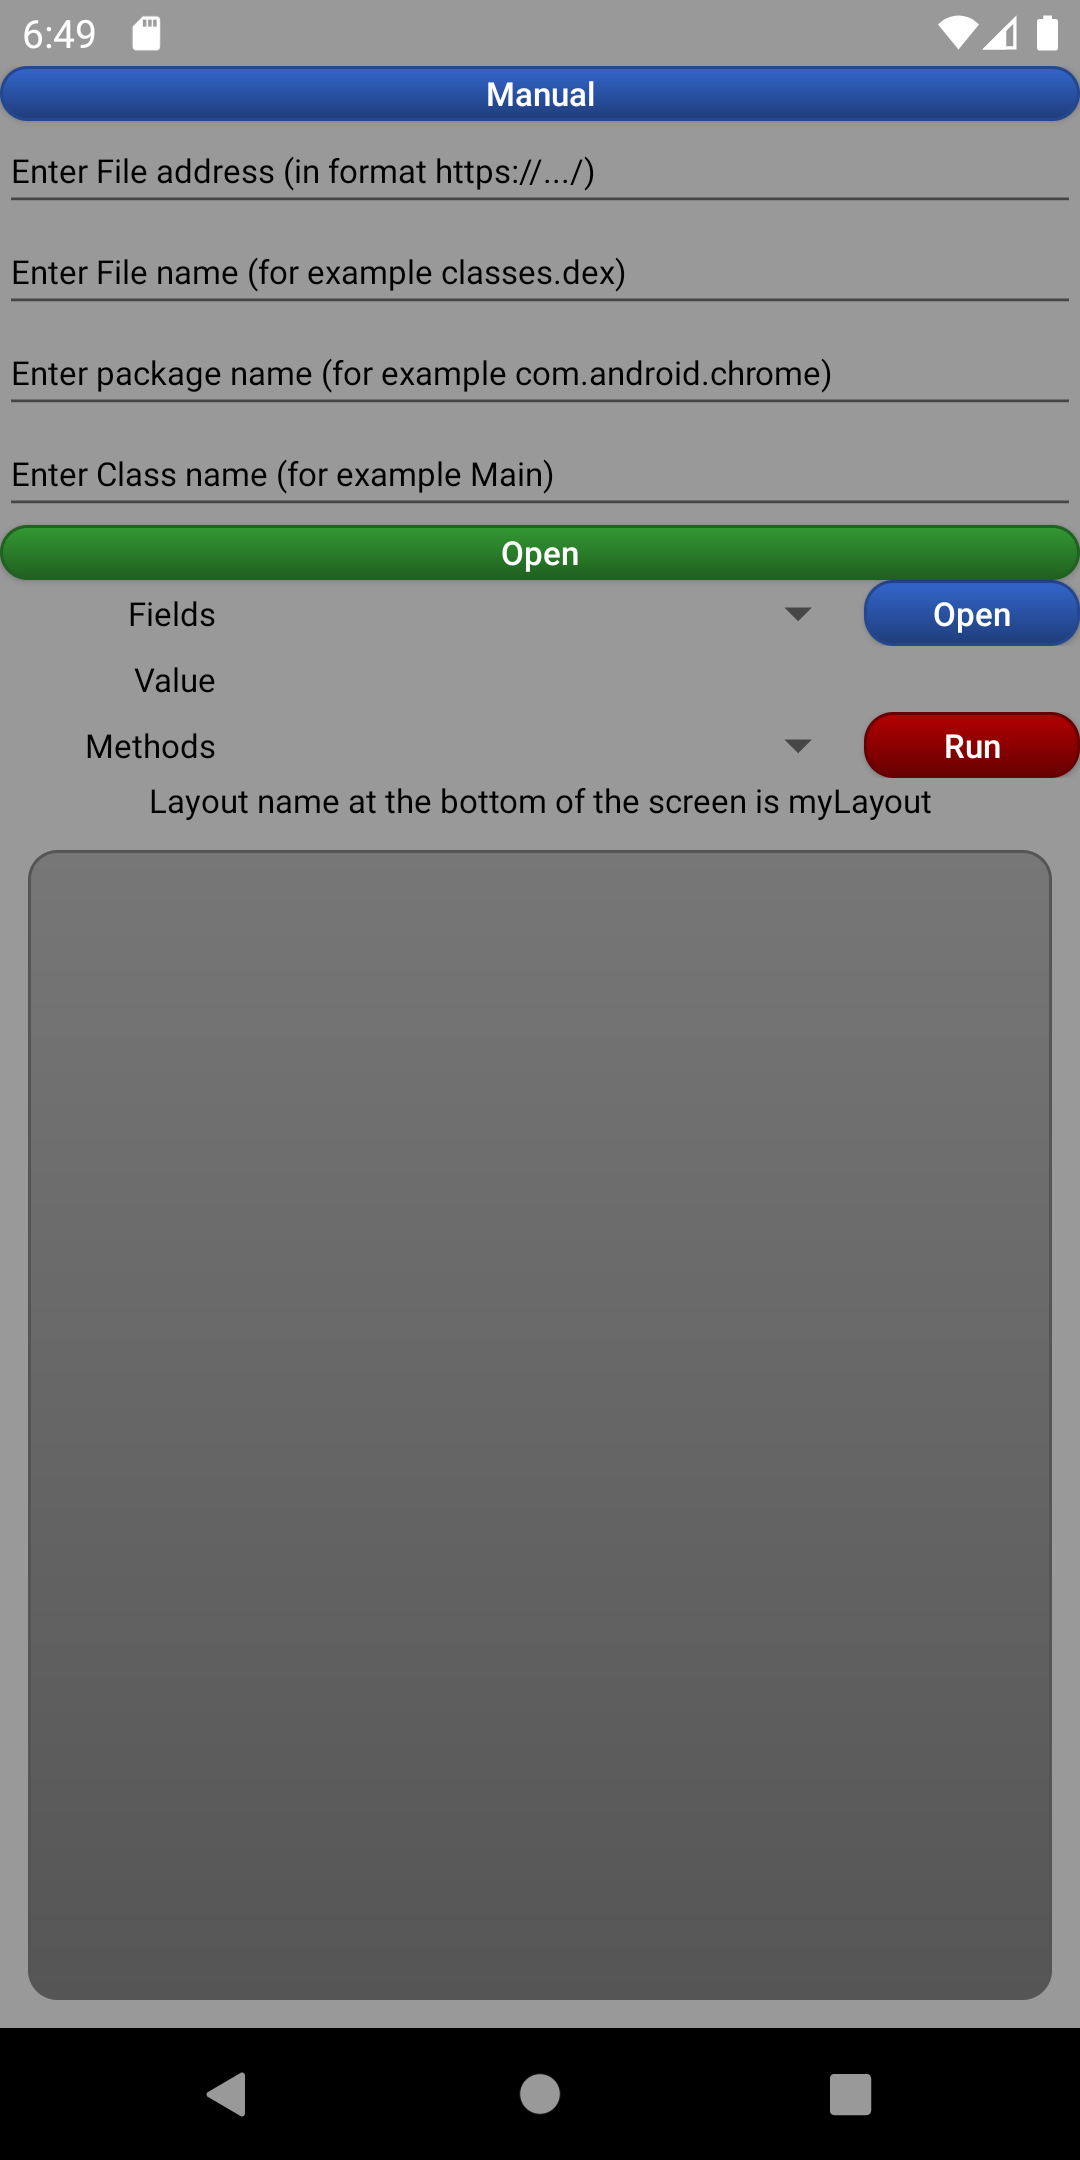 6:49
Manual
Enter File address (in format https://.../)
Enter File name (for example classes.dex)
Enter package name (for example com.android.chrome)
Enter Class name (for example Main)
Open
Fields
Open
Value
Methods
Run
Layout name at the bottom of the screen is myLayout